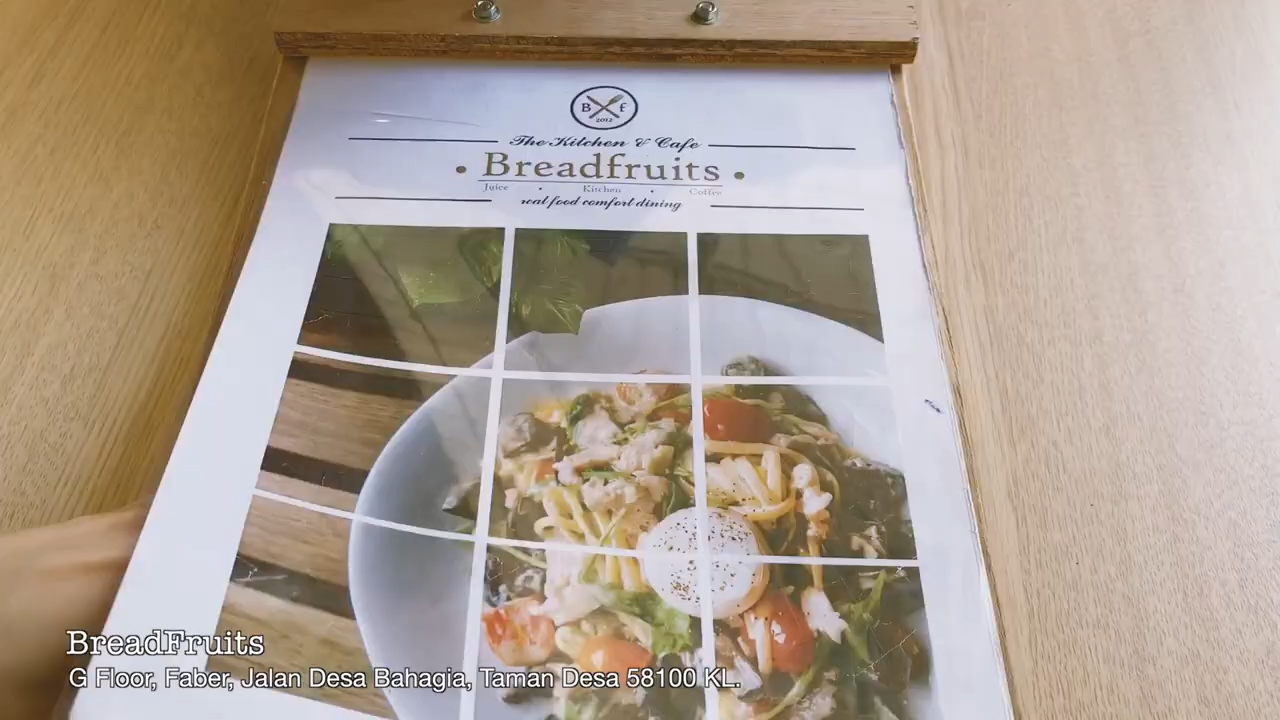 B f
2012
The Kitchen & Cafe
• Breadfruits •
Juice • Kitchen • Coffee
real food comfort dining
BreadFruits
G Floor, Faber, Jalan Desa Bahagia, Taman Desa 58100 KL.